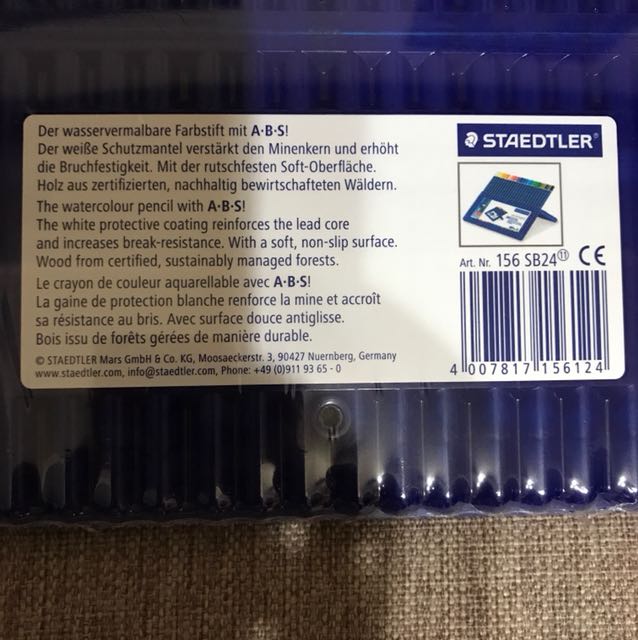 Der wasservermalbare Farbstift mit A·B·S!
Der weiße Schutzmantel verstärkt den Minenkern und erhöht
die Bruchfestigkeit. Mit der rutschfesten Soft-Oberfläche.
Holz aus zertifizierten, nachhaltig bewirtschafteten Wäldern.
The watercolour pencil with A·B·S!
The white protective coating reinforces the lead core
and increases break-resistance. With a soft, non-slip surface.
Wood from certified, sustainably managed forests.
Le crayon de couleur aquarellable avec A·B·S!
La gaine de protection blanche renforce la mine et accroît
sa résistance au bris. Avec surface douce antiglisse.
Bois issu de forêts gérées de manière durable.
© STAEDTLER Mars GmbH & Co. KG, Moosaeckerstr. 3, 90427 Nuernberg, Germany
www.staedtler.com, info@staedtler.com, Phone: +49 (0)911 93 65 - 0
STAEDTLER®
Art. Nr. 156 SB24 ⑪ CE
4 007817 156124